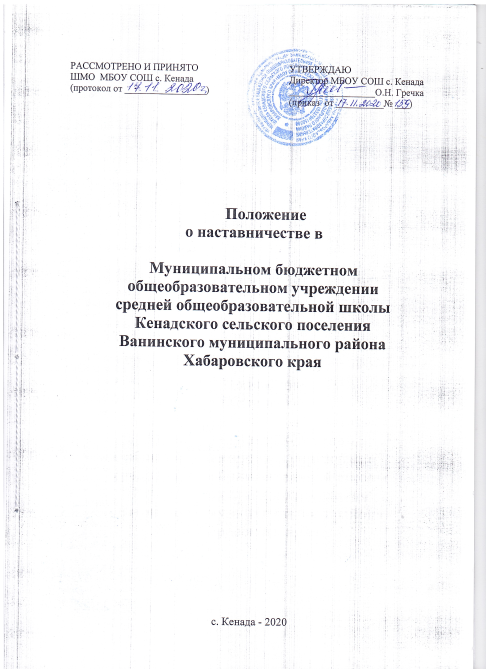 РАССМОТРЕНО И ПРИНЯТО
ШМО МБОУ СОШ с. Кенада
(протокол от 17.11. 2020г.)
УТВЕРЖДАЮ
Директор МБОУ СОШ с. Кенада
О.Н. Гречка
(приказ от 17.11.2020 №
Положение
о наставничестве в
Муниципальном бюджетном
общеобразовательном учреждении
средней общеобразовательной школы
Кенадского сельского поселения
Ванинского муниципального района
Хабаровского края
с. Кенада - 2020